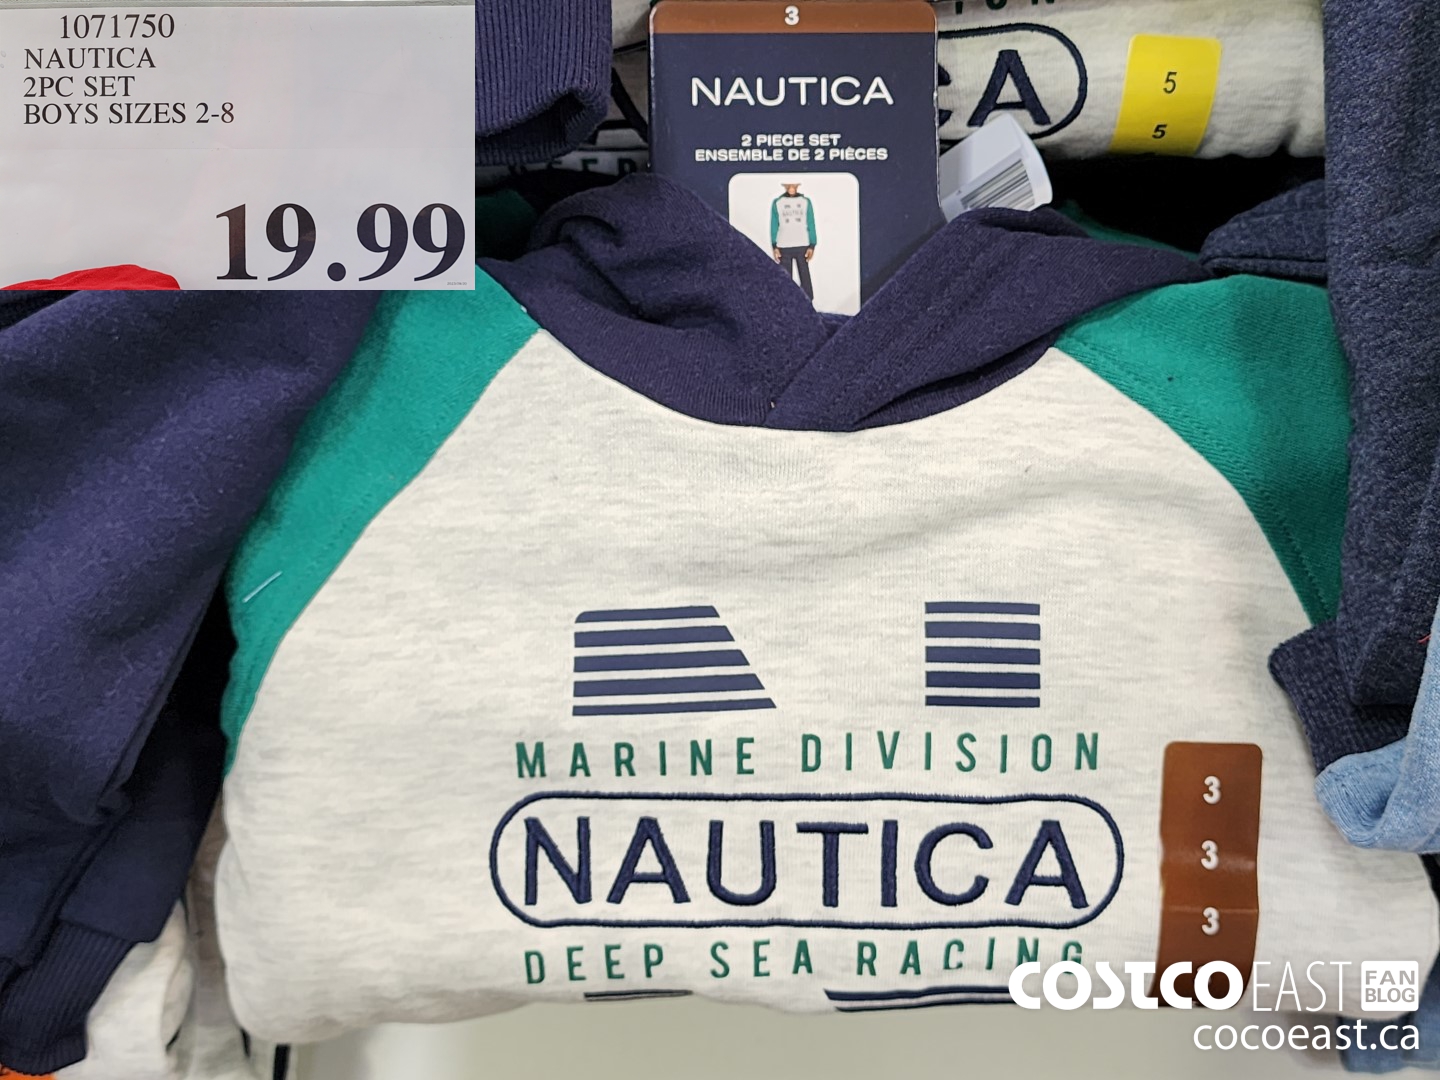 1071750
NAUTICA
2PC SET
BOYS SIZES 2-8
19.99
3
NAUTICA
2 PIECE SET
ENSEMBLE DE 2 PIÈCES
CA
5
5
MARINE DIVISION
NAUTICA
DEEP SEA RACING
3
3
3
COSTCO EAST FAN BLOG
cocoeast.ca